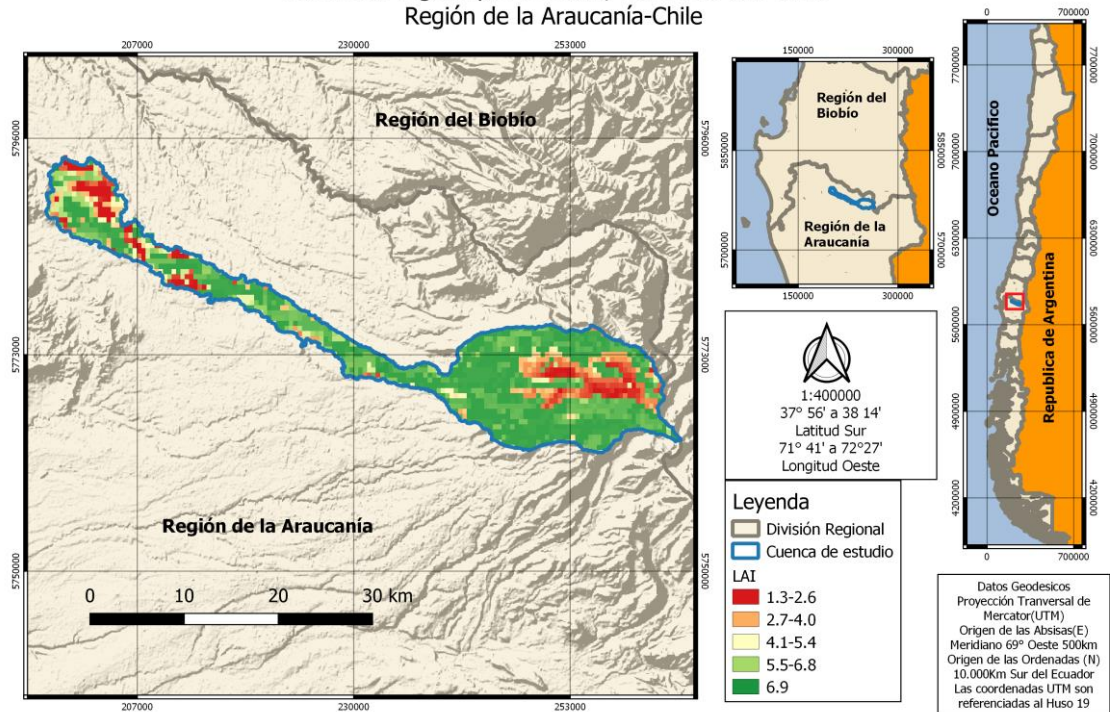 Región de la Araucanía-Chile
207000
230000
253000
5796000
5773000
5750000
Región del Biobío
Región de la Araucanía
0
10
20
30 km
5796000
5773000
5750000
207000
230000
253000
150000
300000
5850000
5700000
Región del
Biobío
Región de la
Araucanía
5850000
5700000
150000
300000
1:400000
37° 56' a 38 14'
Latitud Sur
71° 41' a 72°27'
Longitud Oeste
Leyenda
División Regional
Cuenca de estudio
LAI
1.3-2.6
2.7-4.0
4.1-5.4
5.5-6.8
6.9
0
700000
7700000
7000000
6300000
5600000
4900000
4200000
Oceano Pacífico
Republica de Argentina
7700000
7000000
6300000
5600000
4900000
4200000
0
700000
Datos Geodesicos
Proyección Tranversal de
Mercator(UTM)
Origen de las Absisas(E)
Meridiano 69° Oeste 500km
Origen de las Ordenadas (N)
10.000Km Sur del Ecuador
Las coordenadas UTM son
referenciadas al Huso 19